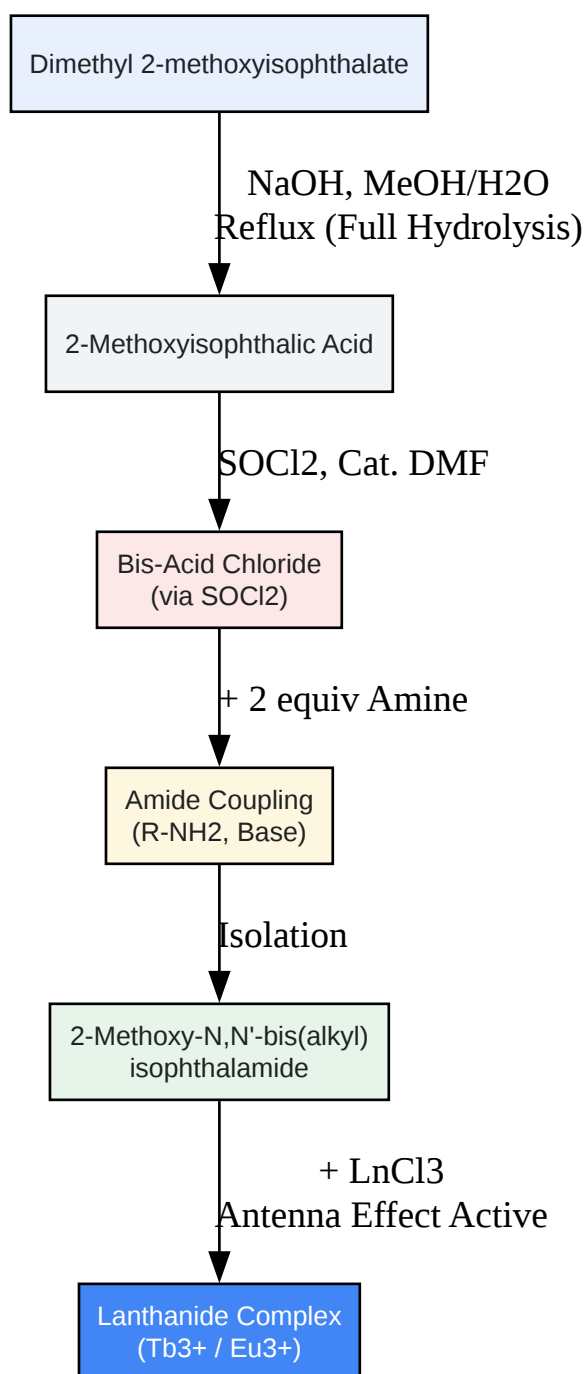 Dimethyl 2-methoxyisophthalate
NaOH, MeOH/H2O
Reflux (Full Hydrolysis)
2-Methoxyisophthalic Acid
SOCl2, Cat. DMF
Bis-Acid Chloride
(via SOCl2)
+ 2 equiv Amine
Amide Coupling
(R-NH2, Base)
Isolation
2-Methoxy-N,N'-bis(alkyl)
isophthalamide
+ LnCl3
Antenna Effect Active
Lanthanide Complex
(Tb3+ / Eu3+)